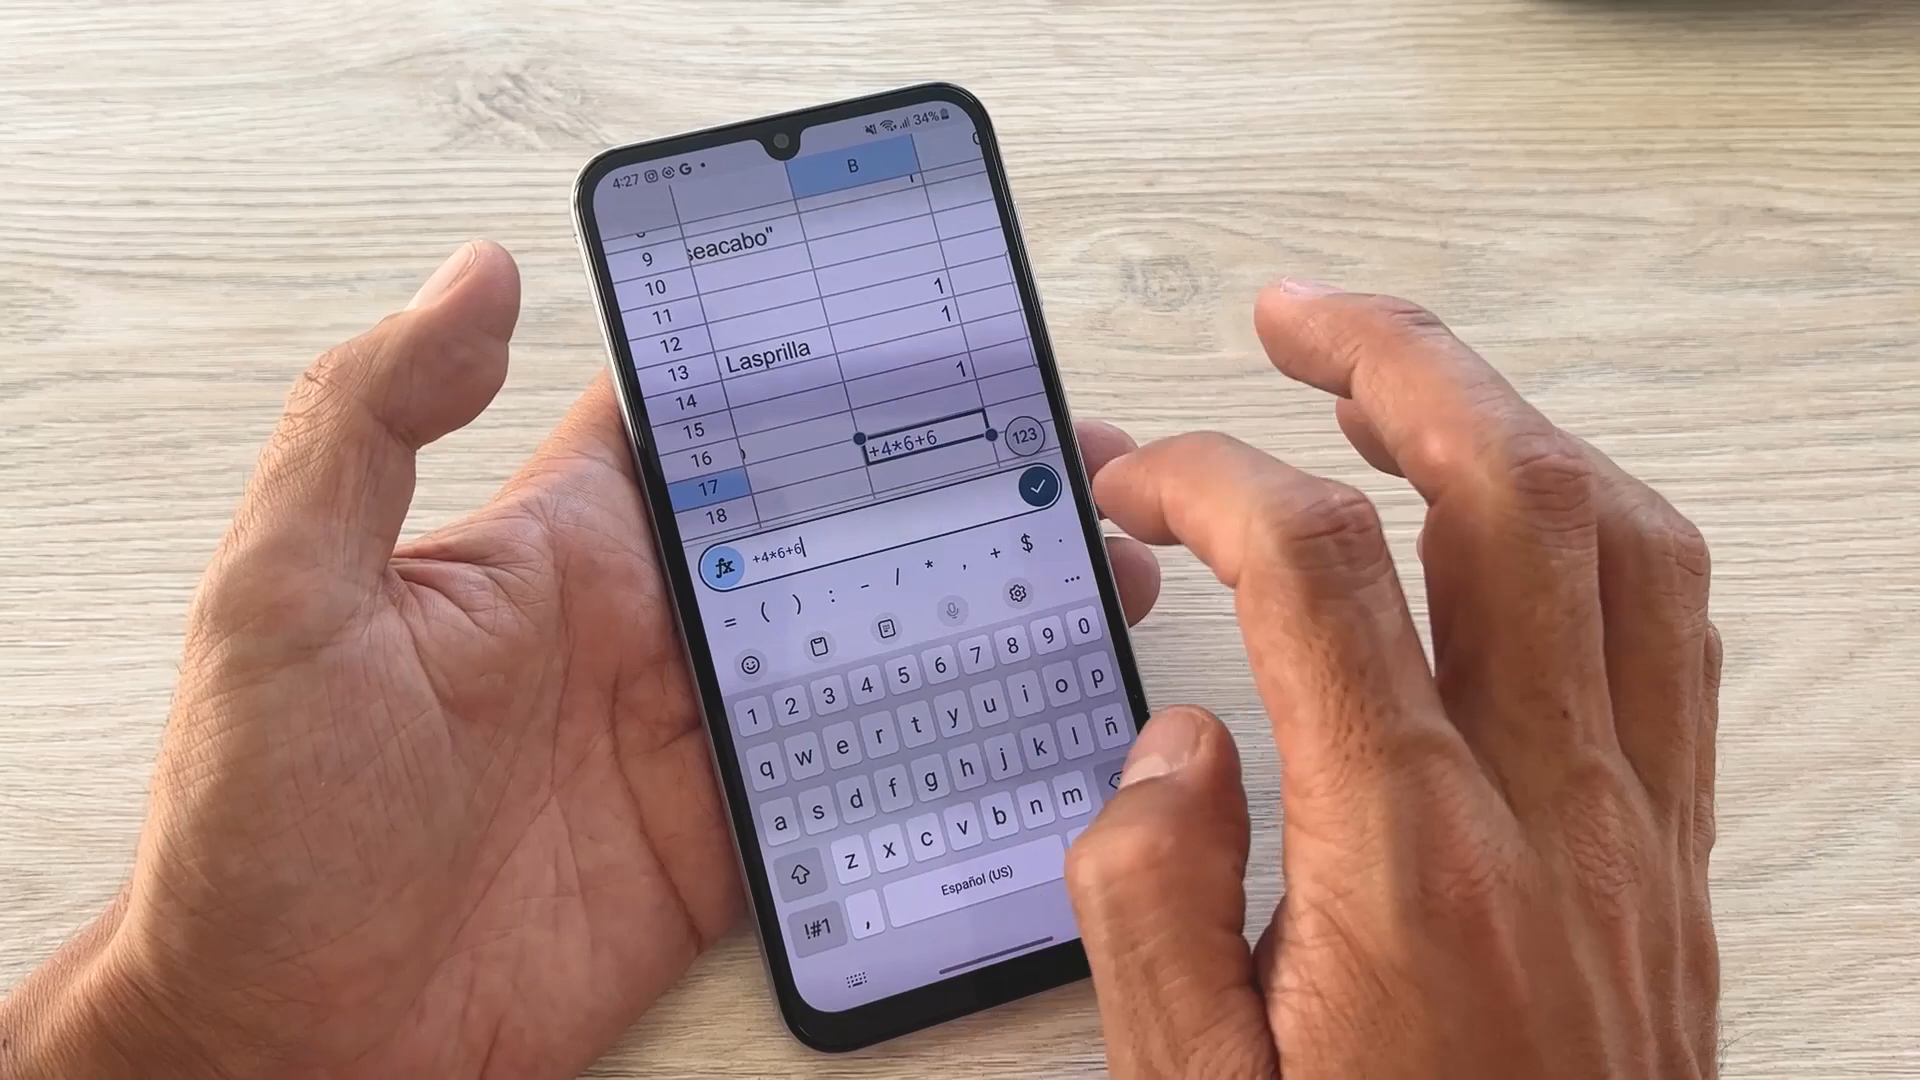 4:27 G 34%
B
9 seacabo"
10
11 1
12 1
13 Lasprilla
14 1
15
16
17 +4*6+6 123
18
fx +4*6+6
= ( ) : - / * , + $ .
1 2 3 4 5 6 7 8 9 0
q w e r t y u i o p
a s d f g h j k l ñ
z x c v b n m
!#1 , Español (US)